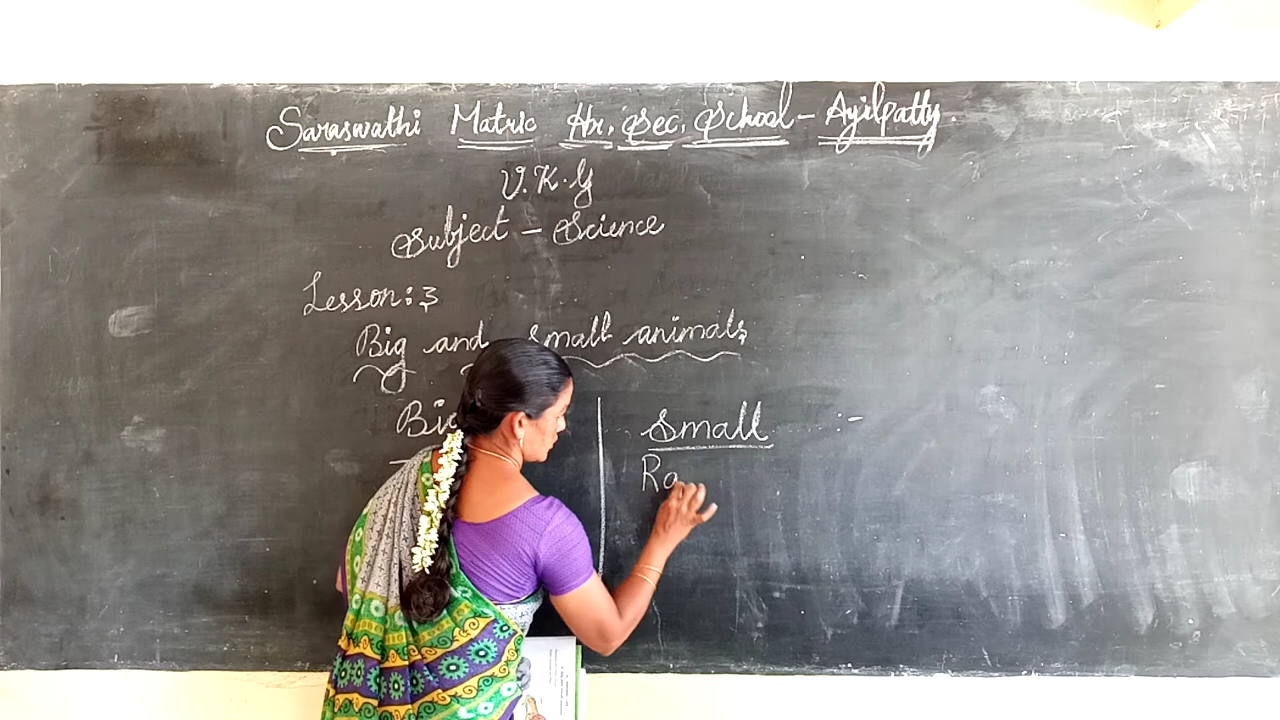 Saraswathi Matric Hr. Sec. School - Ayilpatty.
U.K.G
Subject - Science
Lesson: 3
Big and small animals
Small :-